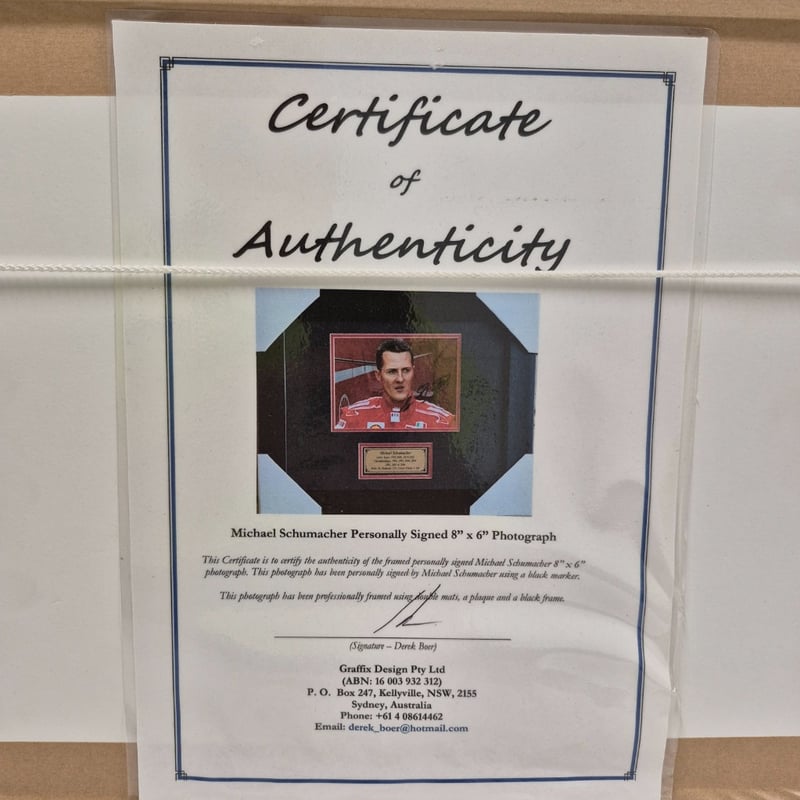 Certificate
of
Authenticity
Michael Schumacher
Michael Schumacher Personally Signed 8" x 6" Photograph
This Certificate is to certify the authenticity of the framed personally signed Michael Schumacher 8" x 6"
photograph. This photograph has been personally signed by Michael Schumacher using a black marker.
This photograph has been professionally framed using double mats, a plaque and a black frame.
(Signature – Derek Boer)
Graffix Design Pty Ltd
(ABN: 16 003 932 312)
P. O. Box 247, Kellyville, NSW, 2155
Sydney, Australia
Phone: +61 4 08614462
Email: derek_boer@hotmail.com